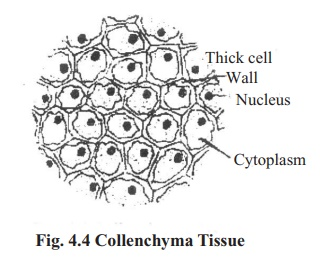 Thick cell
Wall
Nucleus
Cytoplasm
Fig. 4.4 Collenchyma Tissue